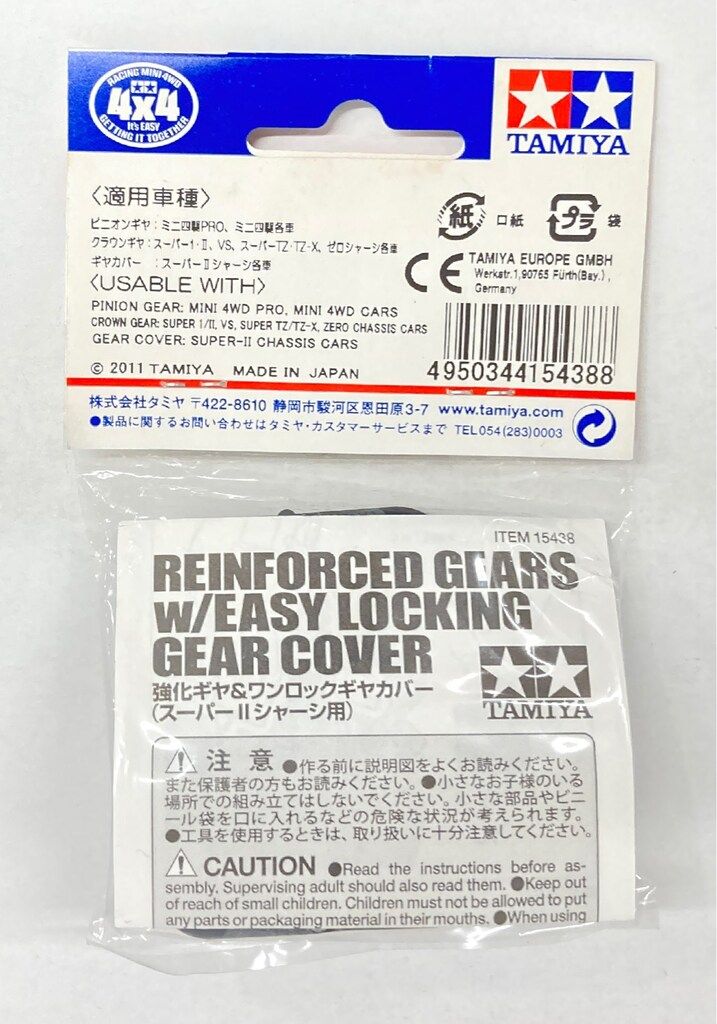 RACING MINI 4WD
4x4
It's EASY
GETTING IT TOGETHER
TAMIYA
〈適用車種〉
ピニオンギヤ：ミニ四駆PRO、ミニ四駆各車
クラウンギヤ：スーパー1・Ⅱ、VS、スーパーTZ・TZ-X、ゼロシャーシ各車
ギヤカバー ：スーパーⅡシャーシ各車
〈USABLE WITH〉
PINION GEAR: MINI 4WD PRO, MINI 4WD CARS
CROWN GEAR: SUPER 1/II, VS, SUPER TZ/TZ-X, ZERO CHASSIS CARS
GEAR COVER: SUPER-II CHASSIS CARS
© 2011 TAMIYA MADE IN JAPAN
紙 口紙 プラ 袋
CE TAMIYA EUROPE GMBH
Werkstr.1,90765 Fürth(Bay.),
Germany
4950344154388
株式会社タミヤ 〒422-8610 静岡市駿河区恩田原3-7 www.tamiya.com
●製品に関するお問い合わせはタミヤ・カスタマーサービスまで TEL054(283)0003
ITEM 15438
REINFORCED GEARS
w/EASY LOCKING
GEAR COVER
強化ギヤ&ワンロックギヤカバー
(スーパーⅡシャーシ用)
TAMIYA
注 意 ●作る前に説明図をよくお読みください。
また保護者の方もお読みください。●小さなお子様のいる
場所での組み立てはしないでください。小さな部品やビニ
ール袋を口に入れるなどの危険な状況が考えられます。
●工具を使用するときは、取り扱いに十分注意してください。
CAUTION ●Read the instructions before as-
sembly. Supervising adult should also read them. ●Keep out
of reach of small children. Children must not be allowed to put
any parts or packaging material in their mouths. ●When using